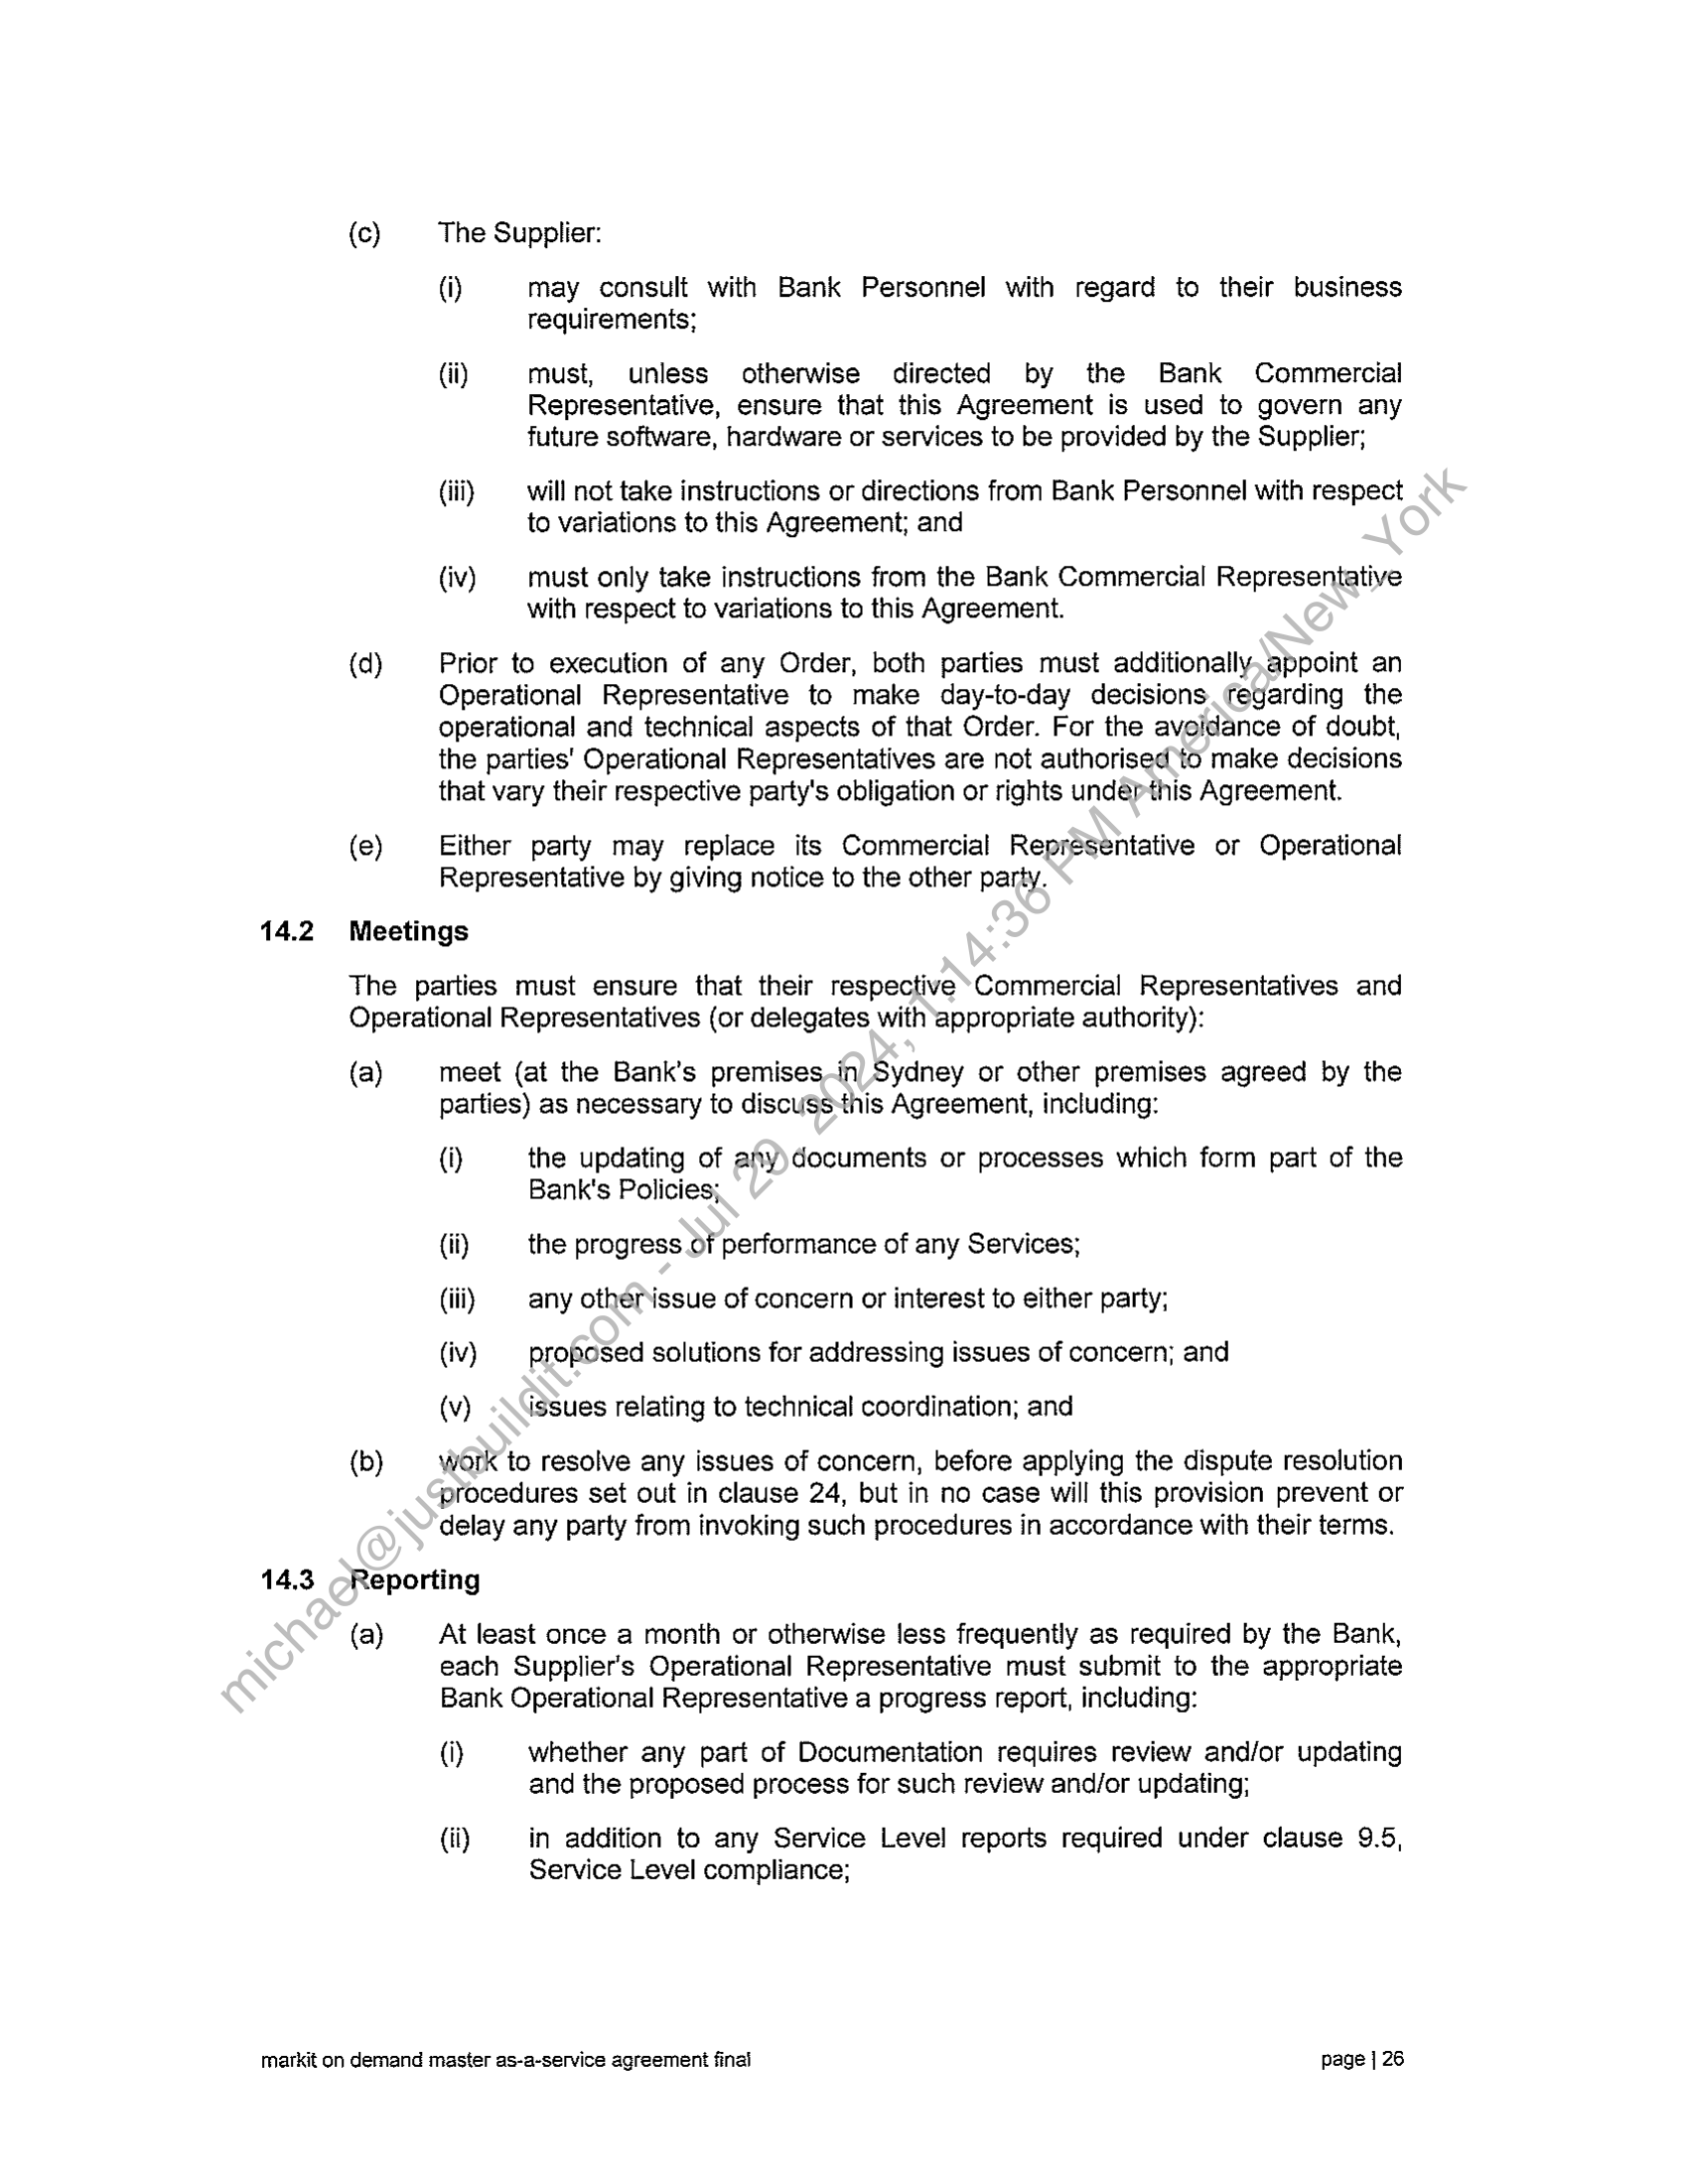 (c) The Supplier:
(i) may consult with Bank Personnel with regard to their business
requirements;
(ii) must, unless otherwise directed by the Bank Commercial
Representative, ensure that this Agreement is used to govern any
future software, hardware or services to be provided by the Supplier;
(iii) will not take instructions or directions from Bank Personnel with respect
to variations to this Agreement; and
(iv) must only take instructions from the Bank Commercial Representative
with respect to variations to this Agreement.
(d) Prior to execution of any Order, both parties must additionally appoint an
Operational Representative to make day-to-day decisions regarding the
operational and technical aspects of that Order. For the avoidance of doubt,
the parties' Operational Representatives are not authorised to make decisions
that vary their respective party's obligation or rights under this Agreement.
(e) Either party may replace its Commercial Representative or Operational
Representative by giving notice to the other party.
14.2 Meetings
The parties must ensure that their respective Commercial Representatives and
Operational Representatives (or delegates with appropriate authority):
(a) meet (at the Bank's premises in Sydney or other premises agreed by the
parties) as necessary to discuss this Agreement, including:
(i) the updating of any documents or processes which form part of the
Bank's Policies;
(ii) the progress of performance of any Services;
(iii) any other issue of concern or interest to either party;
(iv) proposed solutions for addressing issues of concern; and
(v) issues relating to technical coordination; and
(b) work to resolve any issues of concern, before applying the dispute resolution
procedures set out in clause 24, but in no case will this provision prevent or
delay any party from invoking such procedures in accordance with their terms.
14.3 Reporting
(a) At least once a month or otherwise less frequently as required by the Bank,
each Supplier's Operational Representative must submit to the appropriate
Bank Operational Representative a progress report, including:
(i) whether any part of Documentation requires review and/or updating
and the proposed process for such review and/or updating;
(ii) in addition to any Service Level reports required under clause 9.5,
Service Level compliance;
markit on demand master as-a-service agreement final page | 26
michael@justbuildit.com - Jul 29, 2024, 1:14:36 PM America/New_York